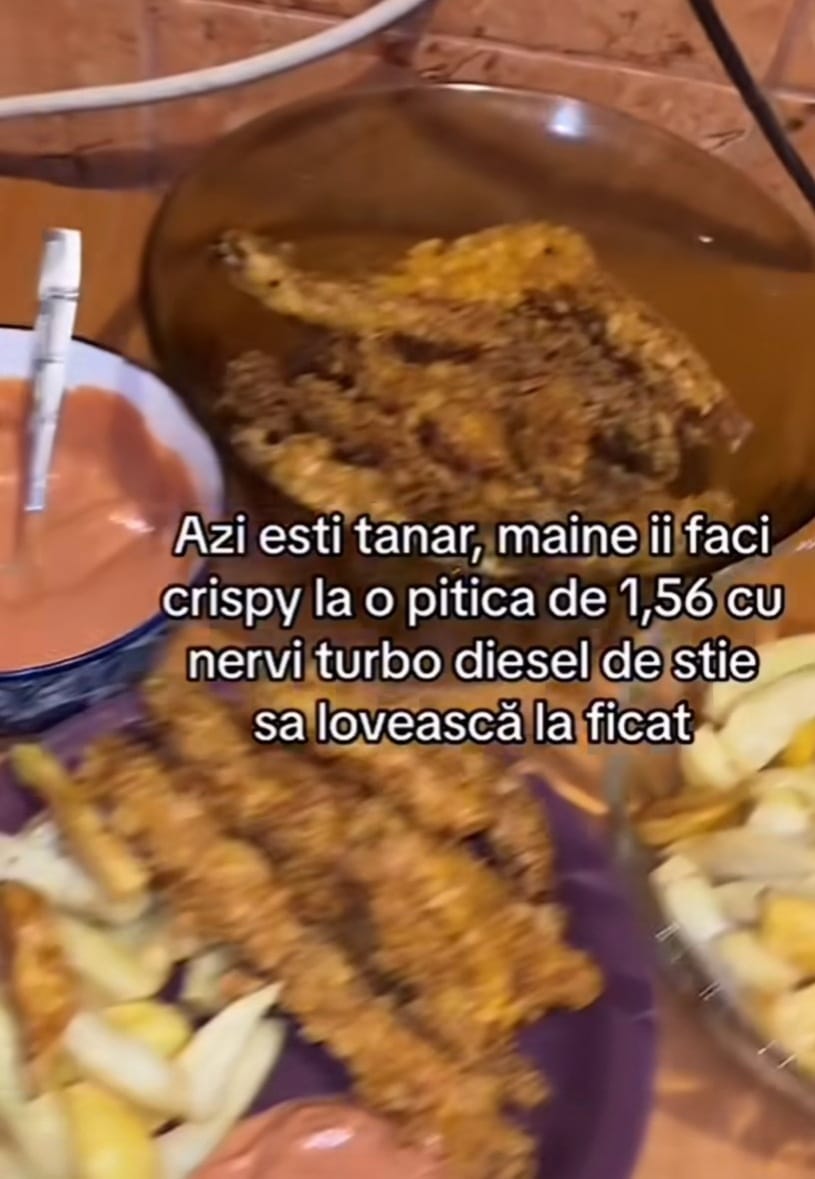 Azi esti tanar, maine ii faci
crispy la o pitica de 1,56 cu
nervi turbo diesel de stie
sa lovească la ficat